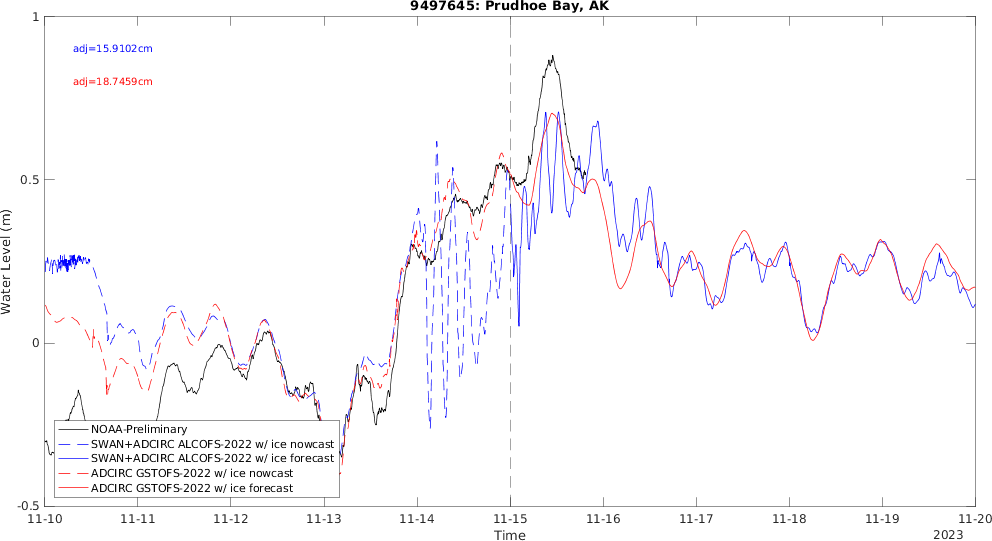 9497645: Prudhoe Bay, AK
adj=15.9102cm
adj=18.7459cm
Water Level (m)
1
0.5
0
-0.5
NOAA-Preliminary
SWAN+ADCIRC ALCOFS-2022 w/ ice nowcast
SWAN+ADCIRC ALCOFS-2022 w/ ice forecast
ADCIRC GSTOFS-2022 w/ ice nowcast
ADCIRC GSTOFS-2022 w/ ice forecast
11-10 11-11 11-12 11-13 11-14 11-15 11-16 11-17 11-18 11-19 11-20
Time
2023